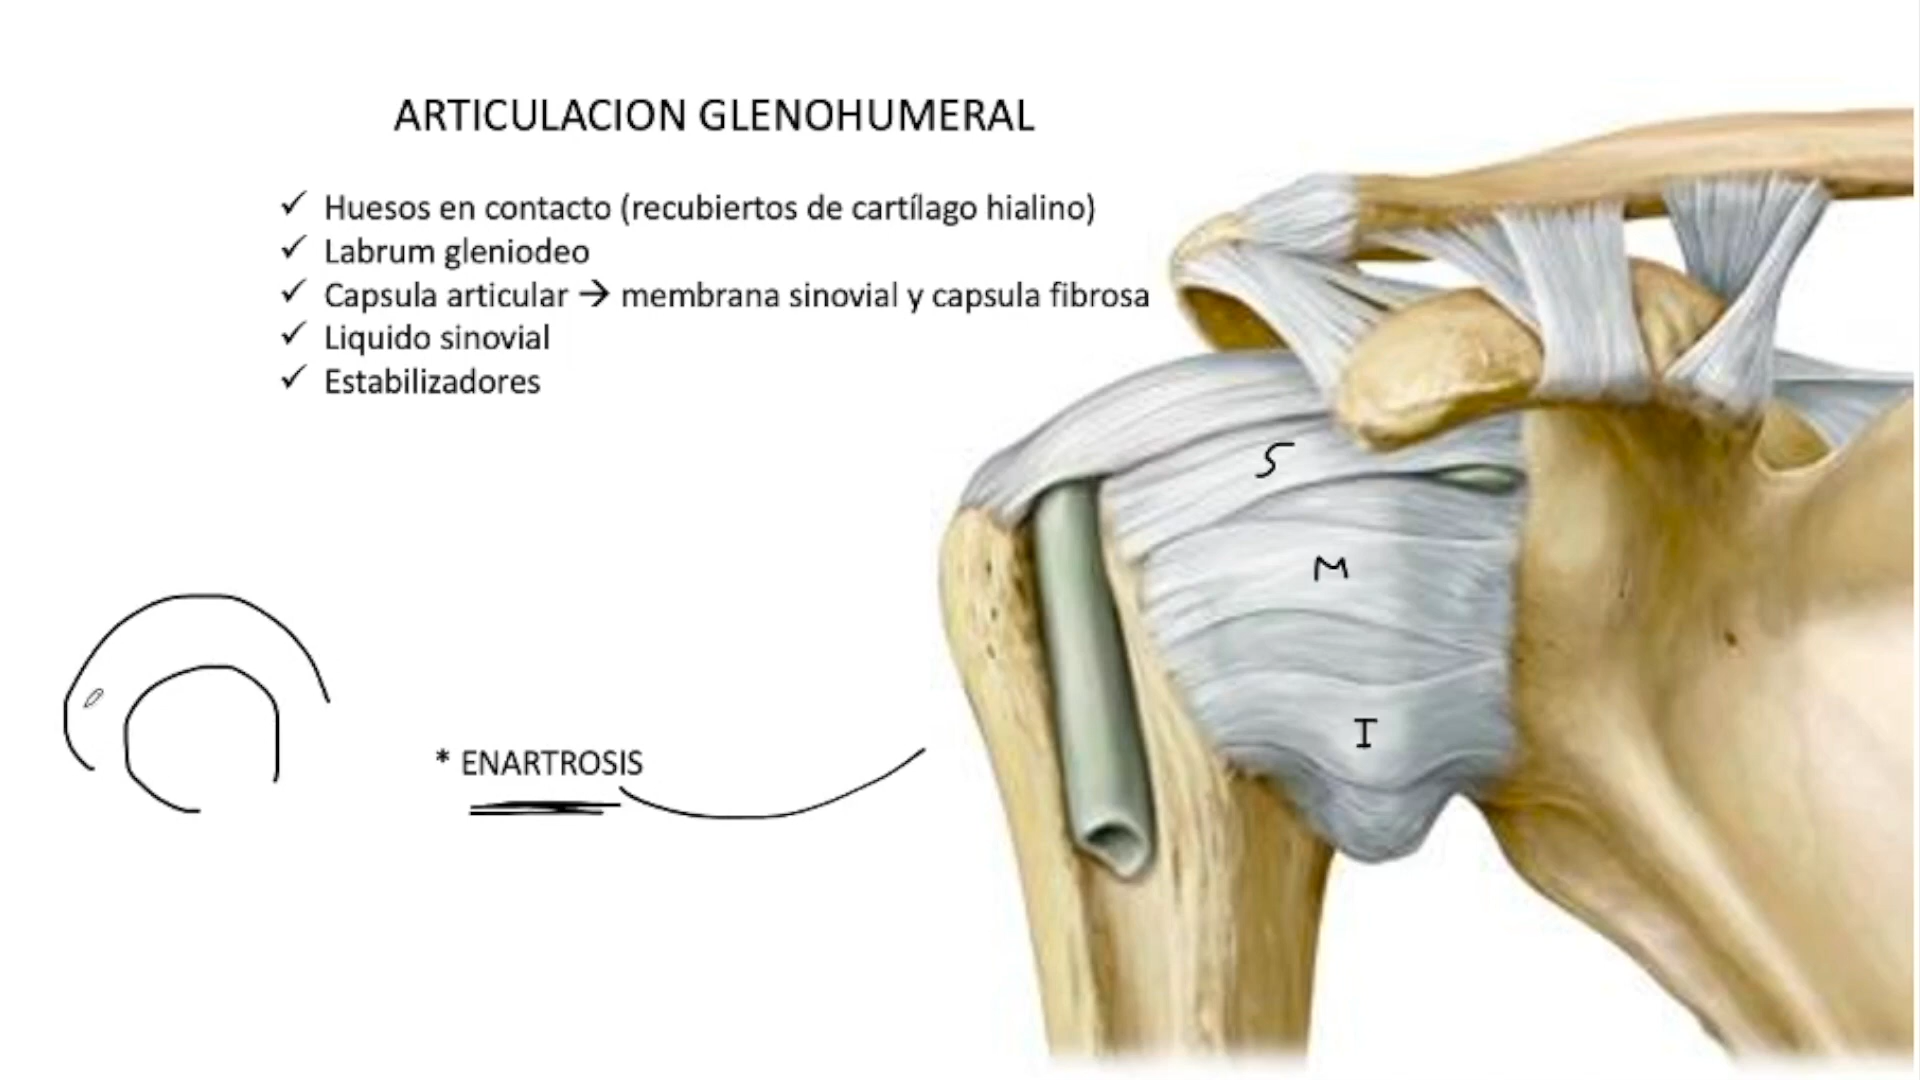 ARTICULACION GLENOHUMERAL
✓ Huesos en contacto (recubiertos de cartílago hialino)
✓ Labrum gleniodeo
✓ Capsula articular → membrana sinovial y capsula fibrosa
✓ Liquido sinovial
✓ Estabilizadores
S
M
I
* ENARTROSIS